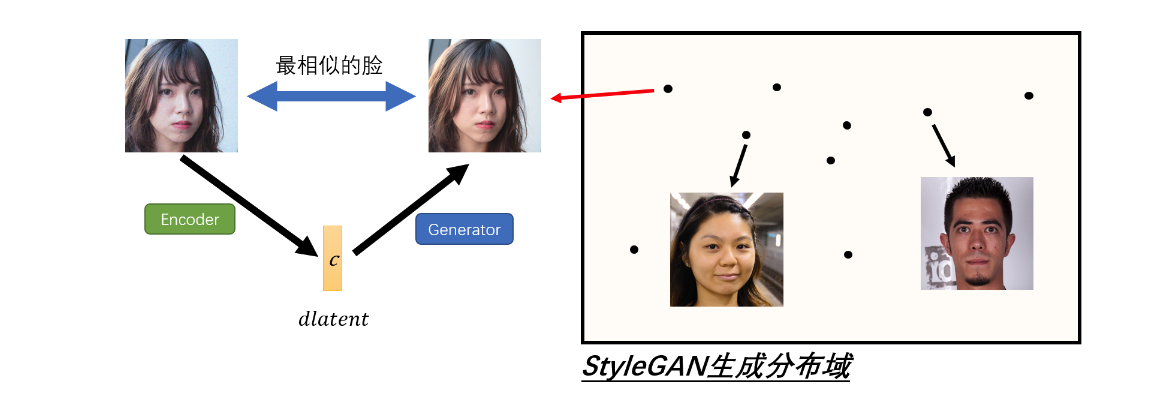 最相似的脸
Encoder
Generator
c
dlatent
id
StyleGAN生成分布域